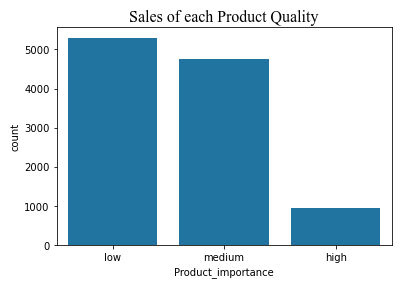 Sales of each Product Quality
5000
4000
3000
2000
1000
0
count
low medium high
Product_importance